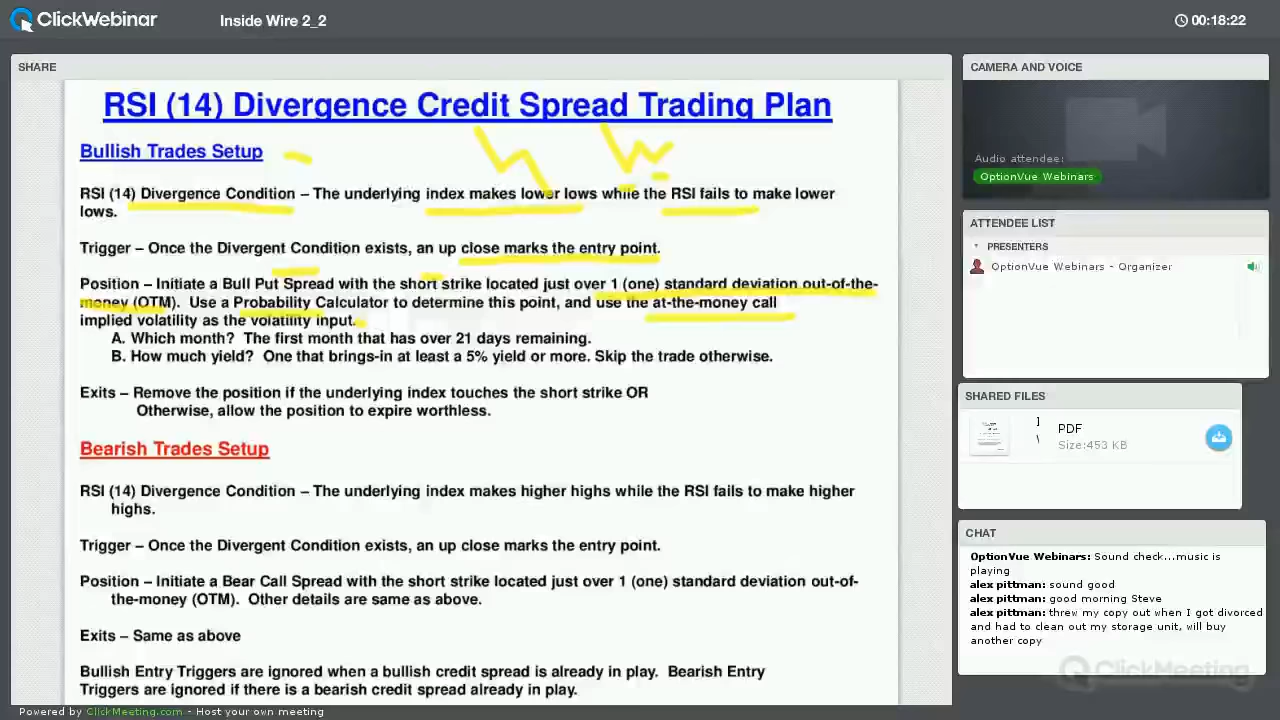 ClickWebinar
Inside Wire 2_2
00:18:22
SHARE
RSI (14) Divergence Credit Spread Trading Plan
Bullish Trades Setup
RSI (14) Divergence Condition – The underlying index makes lower lows while the RSI fails to make lower
lows.
Trigger – Once the Divergent Condition exists, an up close marks the entry point.
Position – Initiate a Bull Put Spread with the short strike located just over 1 (one) standard deviation out-of-the-
money (OTM). Use a Probability Calculator to determine this point, and use the at-the-money call
implied volatility as the volatility input.
A. Which month? The first month that has over 21 days remaining.
B. How much yield? One that brings-in at least a 5% yield or more. Skip the trade otherwise.
Exits – Remove the position if the underlying index touches the short strike OR
Otherwise, allow the position to expire worthless.
Bearish Trades Setup
RSI (14) Divergence Condition – The underlying index makes higher highs while the RSI fails to make higher
highs.
Trigger – Once the Divergent Condition exists, an up close marks the entry point.
Position – Initiate a Bear Call Spread with the short strike located just over 1 (one) standard deviation out-of-
the-money (OTM). Other details are same as above.
Exits – Same as above
Bullish Entry Triggers are ignored when a bullish credit spread is already in play. Bearish Entry
Triggers are ignored if there is a bearish credit spread already in play.
CAMERA AND VOICE
Audio attendee:
OptionVue Webinars
ATTENDEE LIST
PRESENTERS
OptionVue Webinars - Organizer
SHARED FILES
PDF
Size:453 KB
CHAT
OptionVue Webinars: Sound check...music is
playing
alex pittman: sound good
alex pittman: good morning Steve
alex pittman: threw my copy out when I got divorced
and had to clean out my storage unit, will buy
another copy
ClickMeeting
Powered by ClickMeeting.com - Host your own meeting